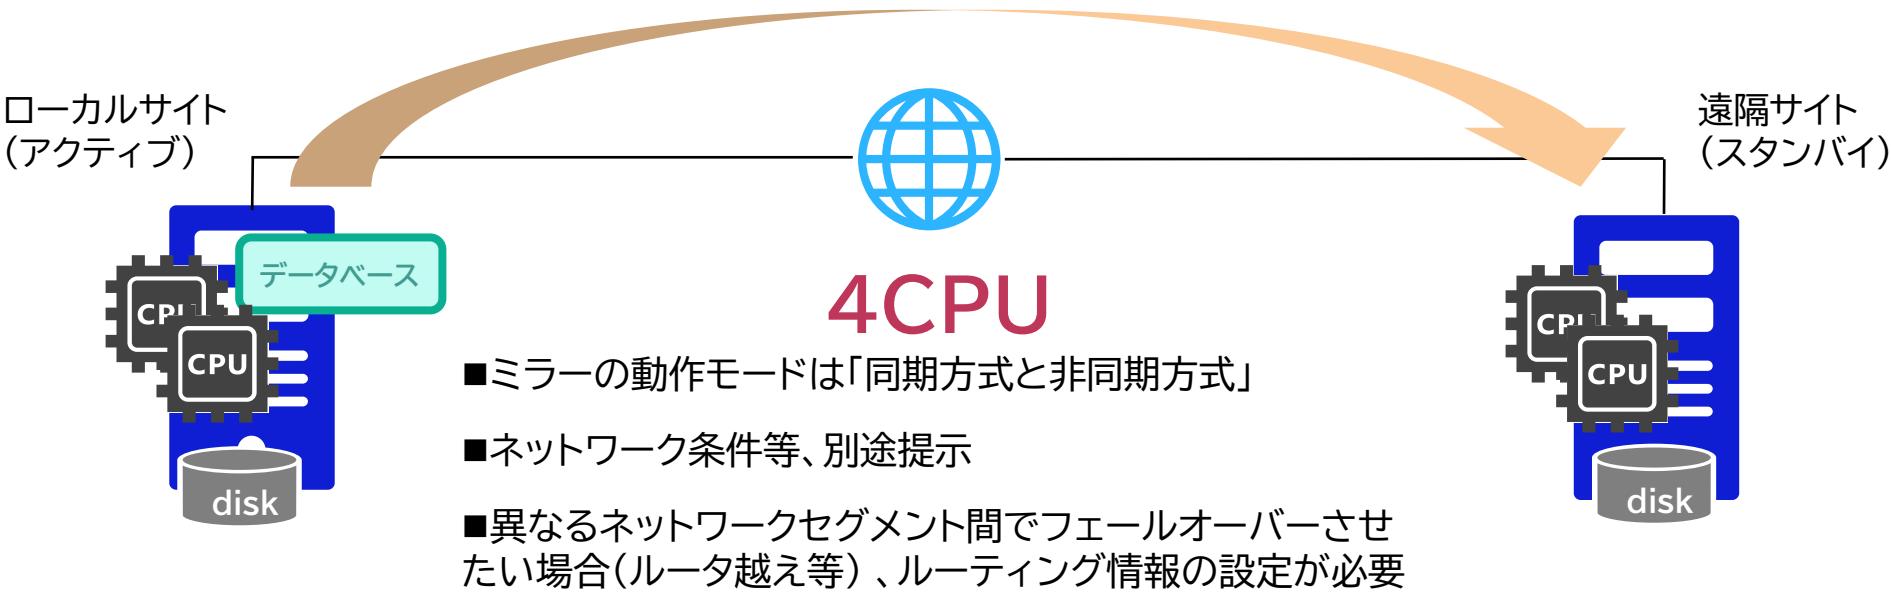 ローカルサイト
（アクティブ）
遠隔サイト
（スタンバイ）
データベース
CPU
CPU
disk
4CPU
■ミラーの動作モードは「同期方式と非同期方式」
■ネットワーク条件等、別途提示
■異なるネットワークセグメント間でフェールオーバーさせ
たい場合（ルータ越え等）、ルーティング情報の設定が必要
CPU
CPU
disk